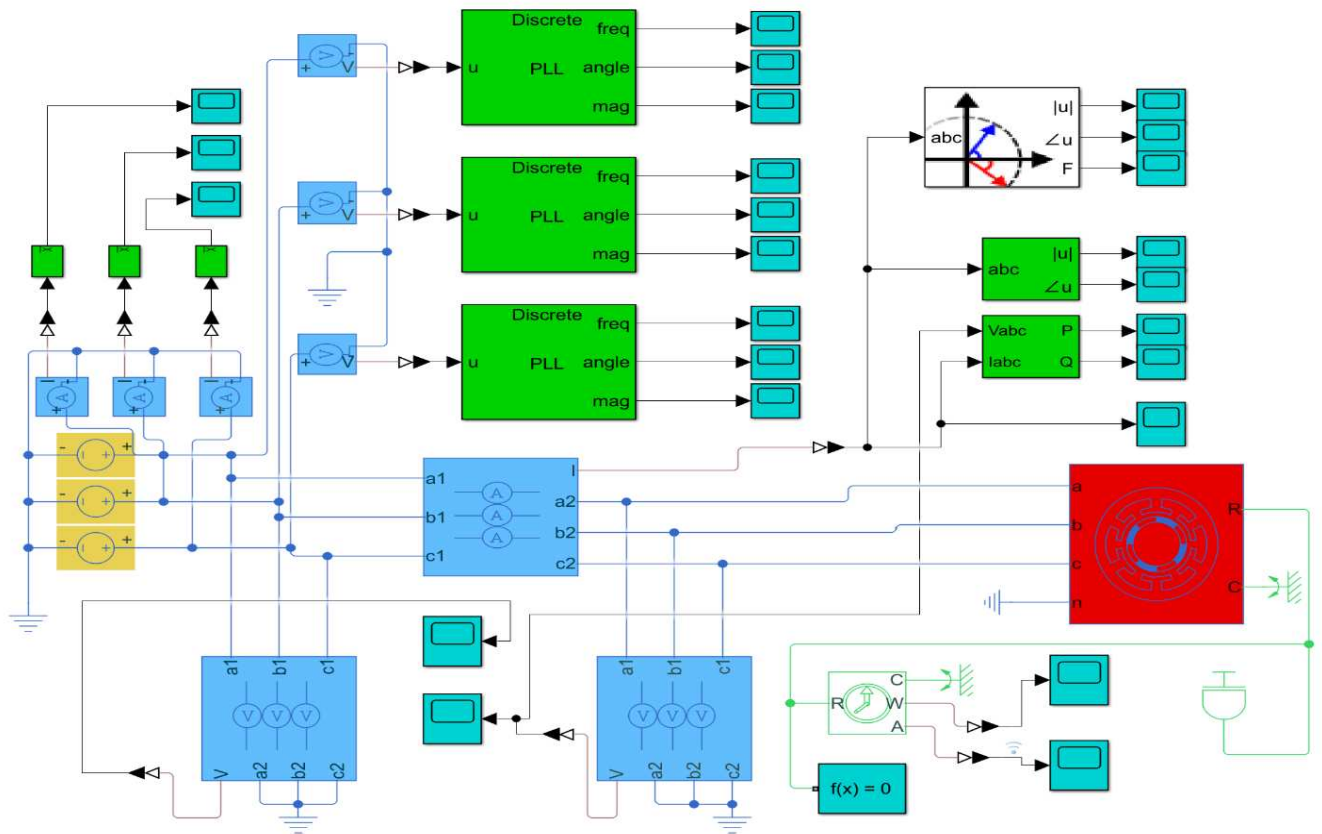 Discrete
freq
u
PLL
angle
mag
Discrete
freq
u
PLL
angle
mag
Discrete
freq
u
PLL
angle
mag
+
-
V
V
+
-
V
V
+
-
V
V
abc
|u|
∠u
F
abc
|u|
∠u
Vabc
P
Iabc
Q
I
-
A
+
I
-
A
+
I
-
A
+
-
+
-
+
-
+
I
a1
A
a2
b1
A
b2
A
c1
c2
a
R
b
c
C
n
a1
b1
c1
V
V
V
V
a2
b2
c2
a1
b1
c1
V
V
V
V
a2
b2
c2
C
R
W
A
f(x) = 0